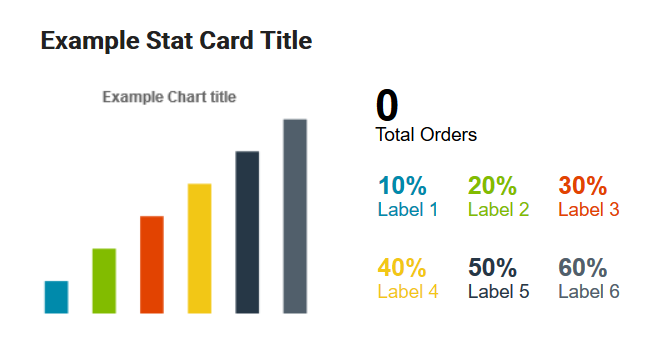 Example Stat Card Title
Example Chart title
0
Total Orders
10% 20% 30%
Label 1 Label 2 Label 3
40% 50% 60%
Label 4 Label 5 Label 6